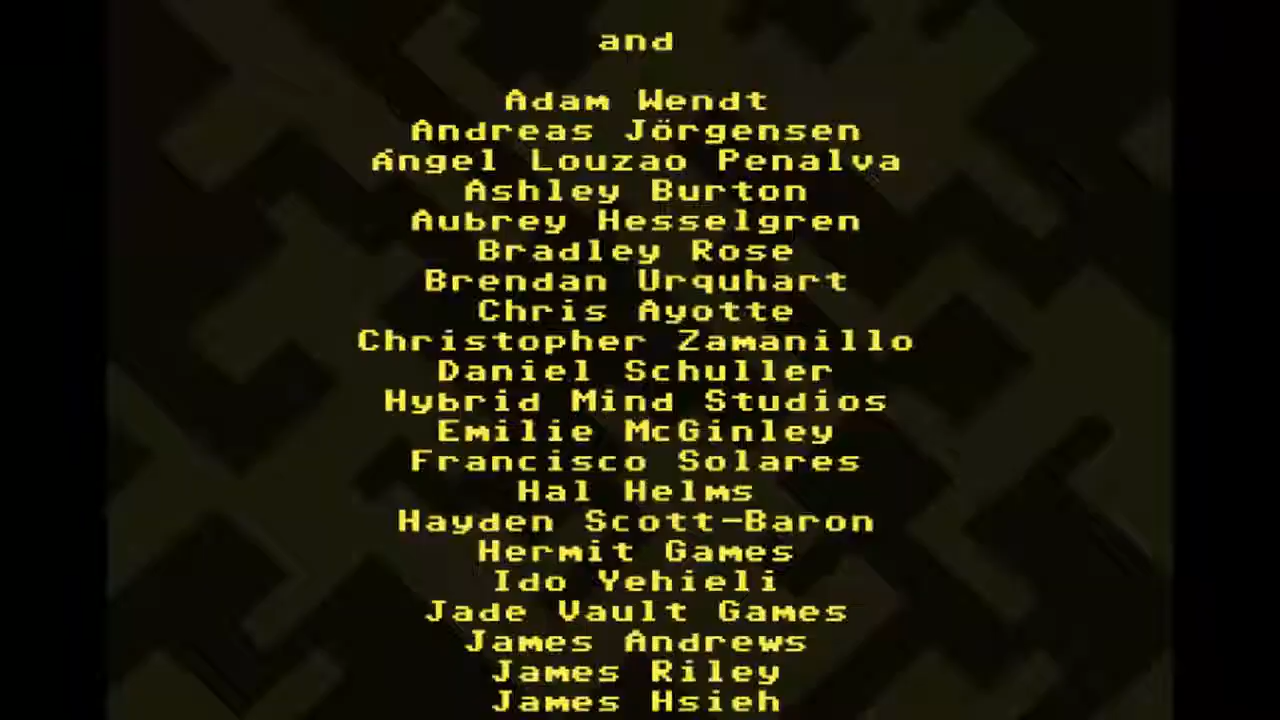 and
Adam Wendt
Andreas Jörgensen
Ángel Louzao Penalva
Ashley Burton
Aubrey Hesselgren
Bradley Rose
Brendan Urquhart
Chris Ayotte
Christopher Zamanillo
Daniel Schuller
Hybrid Mind Studios
Emilie McGinley
Francisco Solares
Hal Helms
Hayden Scott-Baron
Hermit Games
Ido Yehieli
Jade Vault Games
James Andrews
James Riley
James Hsieh